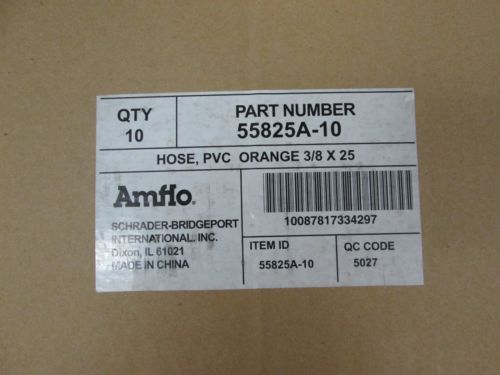 QTY
10
PART NUMBER
55825A-10
HOSE, PVC ORANGE 3/8 X 25
Amflo.
SCHRADER-BRIDGEPORT
INTERNATIONAL. INC.
Dixon, IL 61021
MADE IN CHINA
10087817334297
ITEM ID
55825A-10
QC CODE
5027